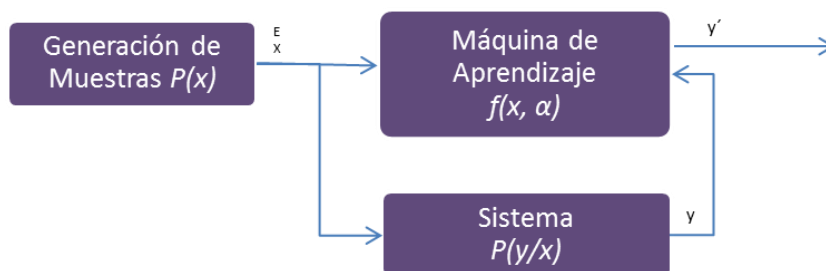 Generación de
Muestras P(x)
E
X
Máquina de
Aprendizaje
f(x, α)
y´
Sistema
P(y/x)
y